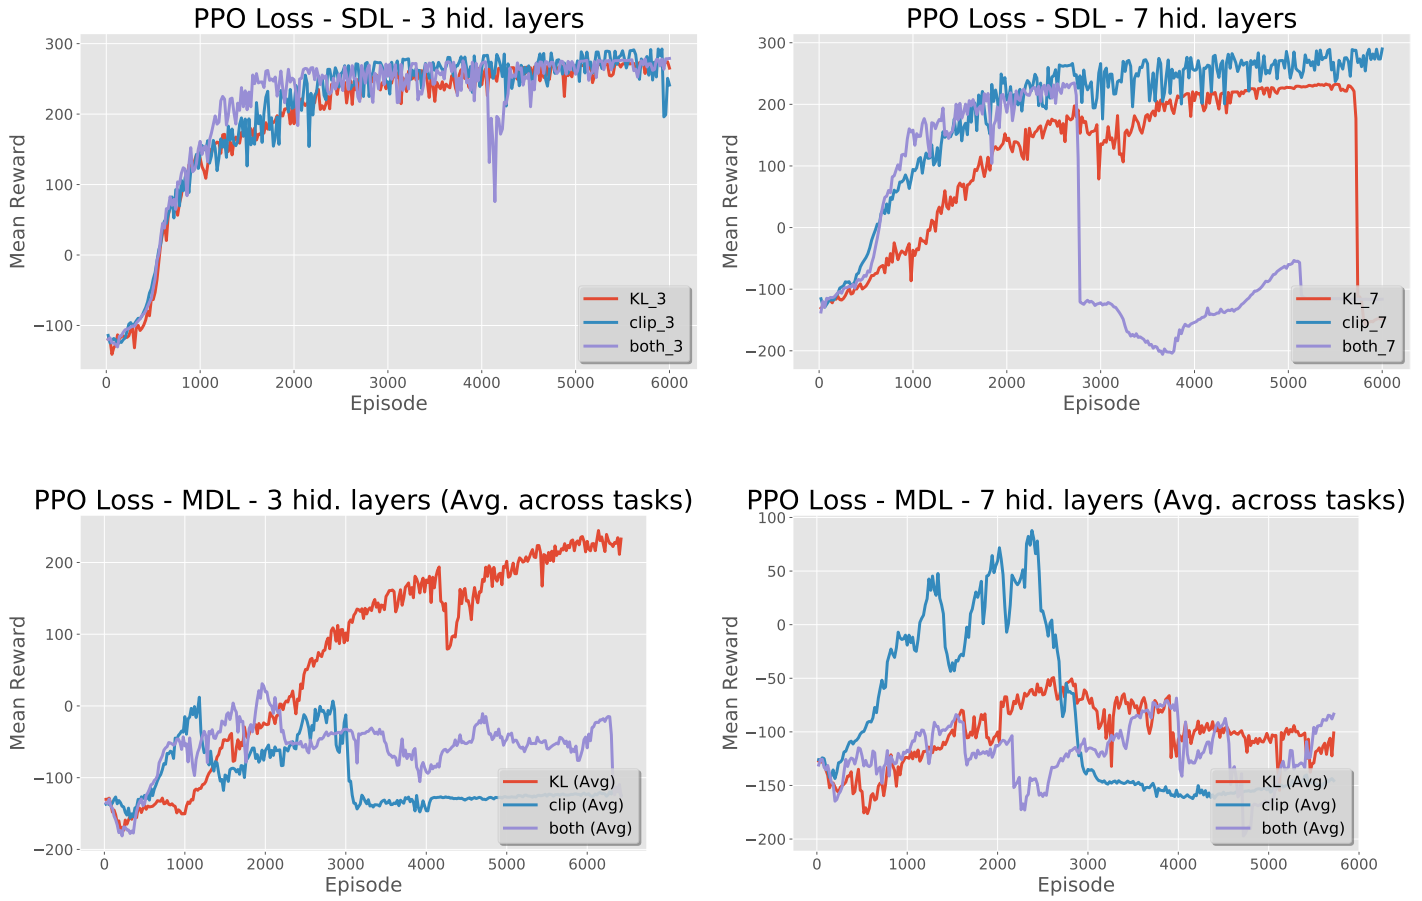 PPO Loss - SDL - 3 hid. layers
300
200
100
0
−100
Mean Reward
0 1000 2000 3000 4000 5000 6000
Episode
KL_3
clip_3
both_3
PPO Loss - SDL - 7 hid. layers
300
200
100
0
−100
−200
Mean Reward
0 1000 2000 3000 4000 5000 6000
Episode
KL_7
clip_7
both_7
PPO Loss - MDL - 3 hid. layers (Avg. across tasks)
200
100
0
−100
−200
Mean Reward
0 1000 2000 3000 4000 5000 6000
Episode
KL (Avg)
clip (Avg)
both (Avg)
PPO Loss - MDL - 7 hid. layers (Avg. across tasks)
100
50
0
−50
−100
−150
−200
Mean Reward
0 1000 2000 3000 4000 5000 6000
Episode
KL (Avg)
clip (Avg)
both (Avg)